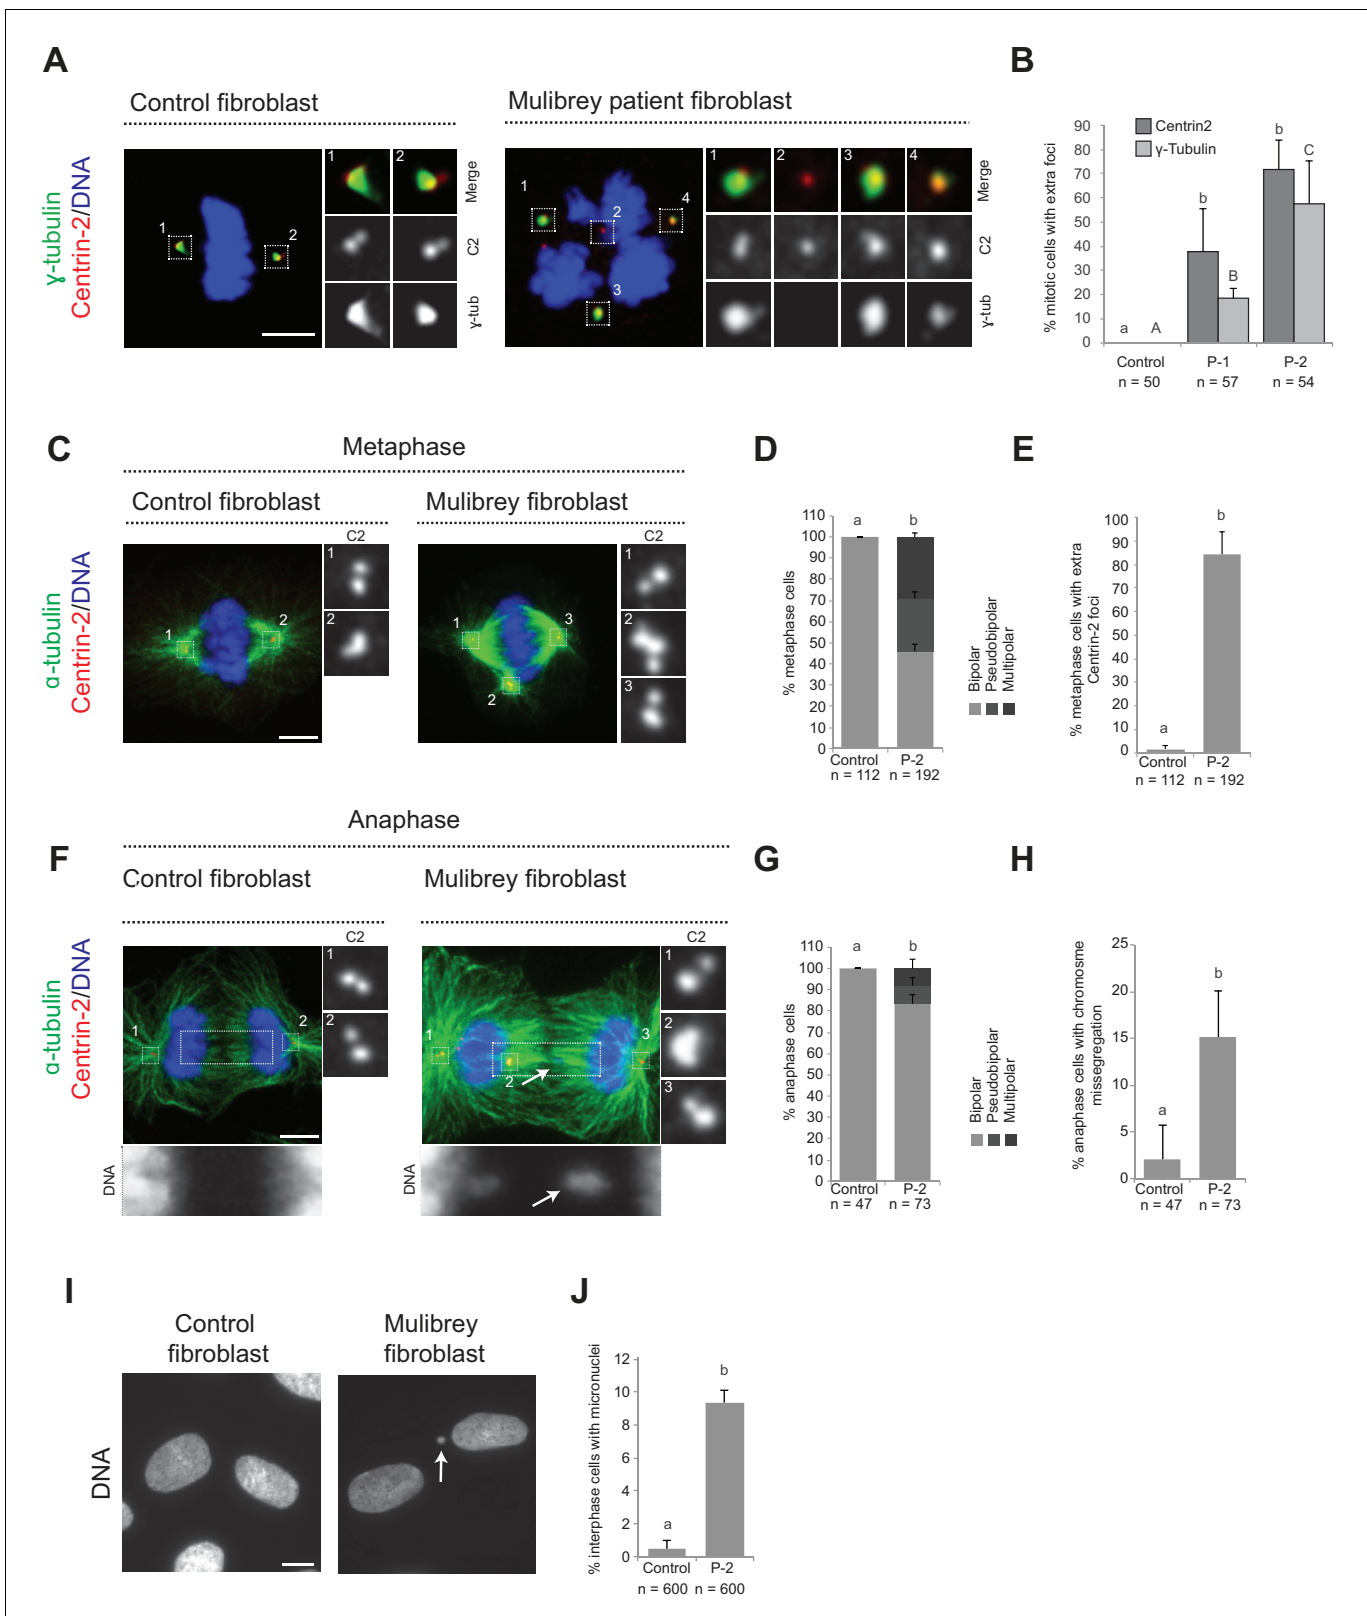 A
Control fibroblast
Mulibrey patient fibroblast
γ-tubulin
Centrin-2/DNA
1
2
1
2
Merge
C2
γ-tub
1
2
3
4
1
2
3
4
Merge
C2
γ-tub
B
% mitotic cells with extra foci
90
80
70
60
50
40
30
20
10
0
Centrin2
γ-Tubulin
a
A
b
B
b
C
Control
P-1
P-2
n = 50
n = 57
n = 54
C
Metaphase
Control fibroblast
Mulibrey fibroblast
α-tubulin
Centrin-2/DNA
C2
1
2
1
2
C2
1
2
3
1
2
3
D
% metaphase cells
110
100
90
80
70
60
50
40
30
20
10
0
a
b
Control
P-2
n = 112
n = 192
Bipolar
Pseudobipolar
Multipolar
E
% metaphase cells with extra
Centrin-2 foci
100
90
80
70
60
50
40
30
20
10
0
a
b
Control
P-2
n = 112
n = 192
Anaphase
F
Control fibroblast
Mulibrey fibroblast
α-tubulin
Centrin-2/DNA
C2
1
2
1
2
C2
1
2
3
1
2
3
DNA
DNA
G
% anaphase cells
110
100
90
80
70
60
50
40
30
20
10
0
a
b
Control
P-2
n = 47
n = 73
Bipolar
Pseudobipolar
Multipolar
H
% anaphase cells with chromosme
missegregation
25
20
15
10
5
0
a
b
Control
P-2
n = 47
n = 73
I
Control
fibroblast
Mulibrey
fibroblast
DNA
J
% interphase cells with micronuclei
12
10
8
6
4
2
0
a
b
Control
P-2
n = 600
n = 600